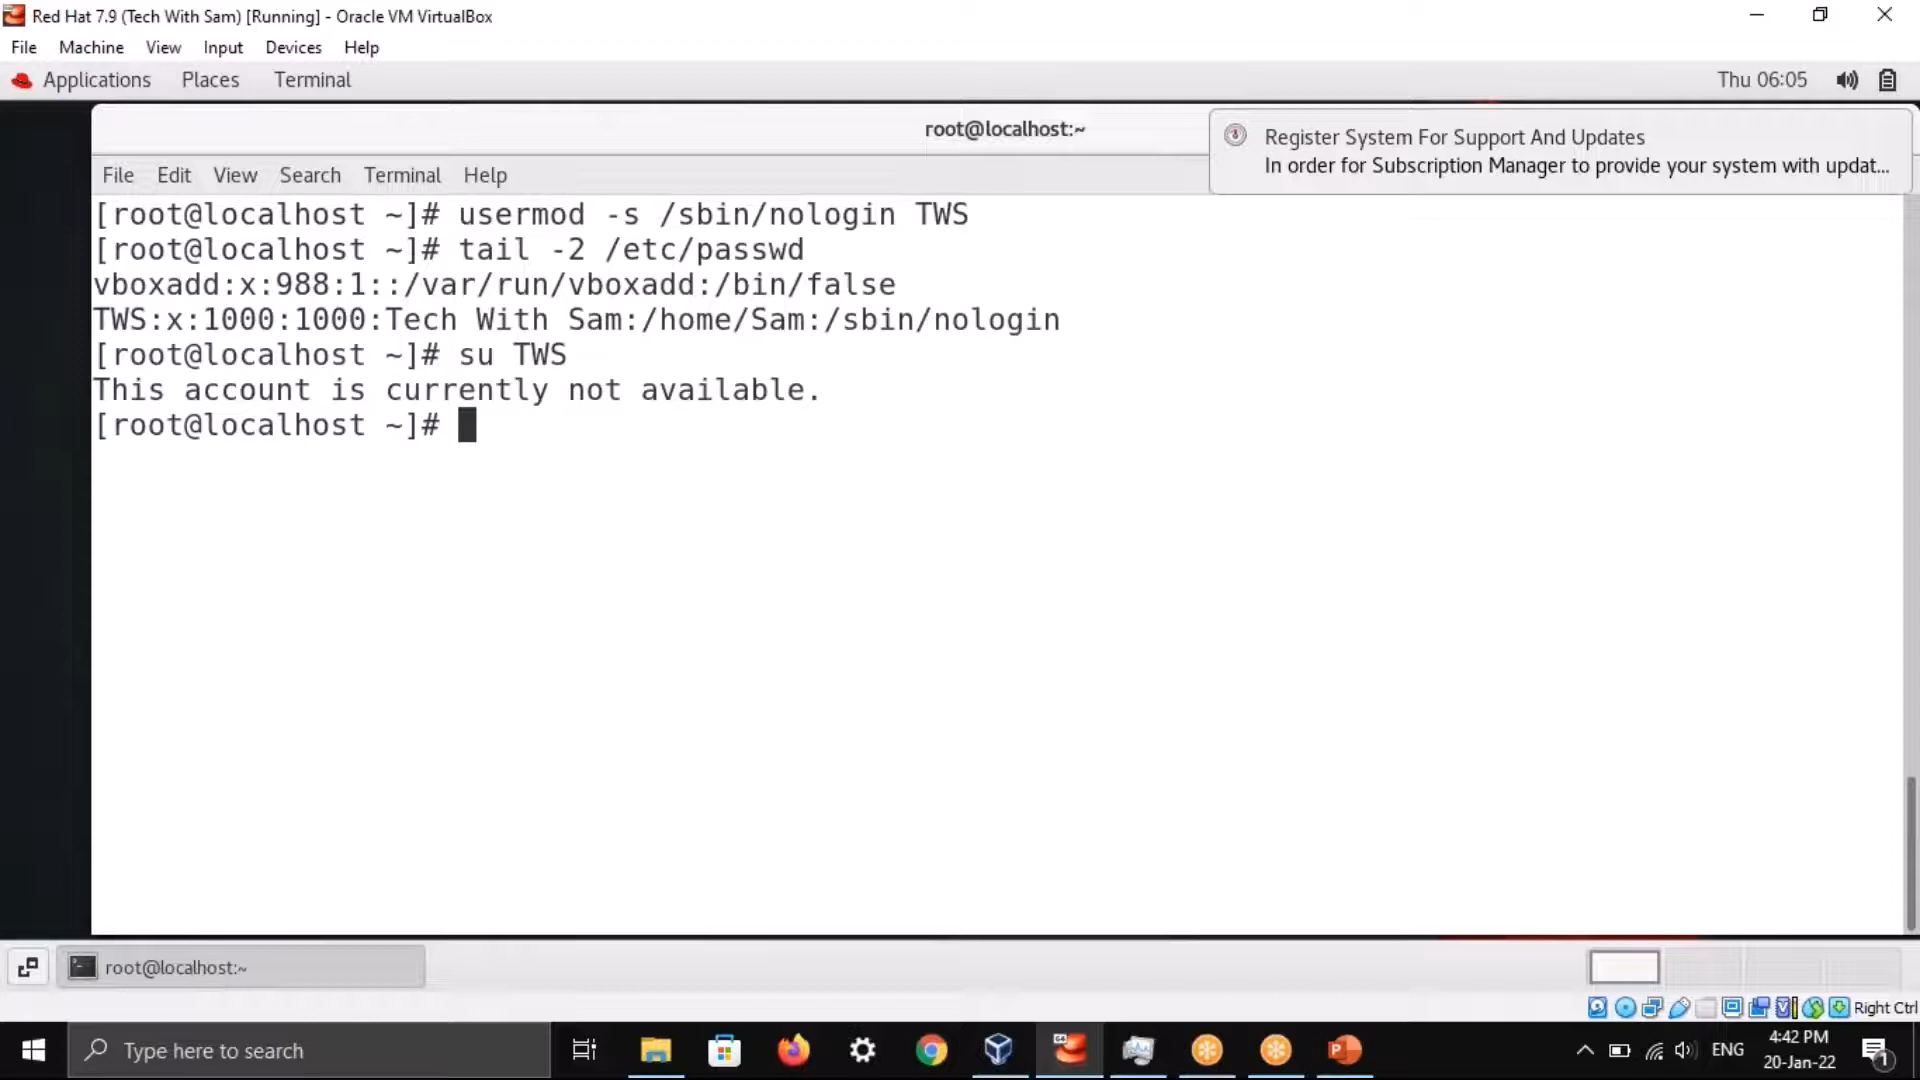 Red Hat 7.9 (Tech With Sam) [Running] - Oracle VM VirtualBox
File Machine View Input Devices Help
Applications Places Terminal Thu 06:05
root@localhost:~
Register System For Support And Updates
In order for Subscription Manager to provide your system with updat...
File Edit View Search Terminal Help
[root@localhost ~]# usermod -s /sbin/nologin TWS
[root@localhost ~]# tail -2 /etc/passwd
vboxadd:x:988:1::/var/run/vboxadd:/bin/false
TWS:x:1000:1000:Tech With Sam:/home/Sam:/sbin/nologin
[root@localhost ~]# su TWS
This account is currently not available.
[root@localhost ~]#
root@localhost:~
Right Ctrl
Type here to search
ENG
4:42 PM
20-Jan-22
1